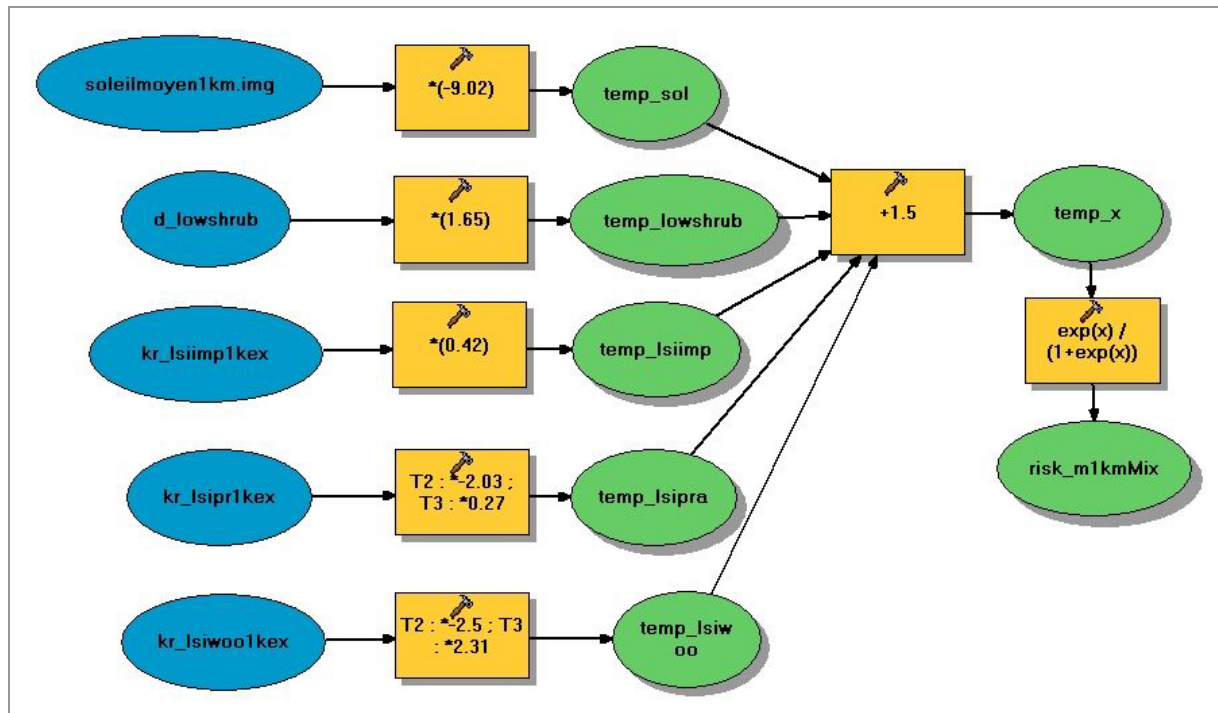 soleilmoyen1km.img
*(-9.02)
temp_sol
d_lowshrub
*(1.65)
temp_lowshrub
+1.5
temp_x
kr_lsiimp1kex
*(0.42)
temp_lsiimp
exp(x) /
(1+exp(x))
kr_lsipr1kex
T2 : *-2.03 ;
T3 : *0.27
temp_lsipra
risk_m1kmMix
kr_lsiwoo1kex
T2 : *-2.5 ; T3
: *2.31
temp_lsiw
oo